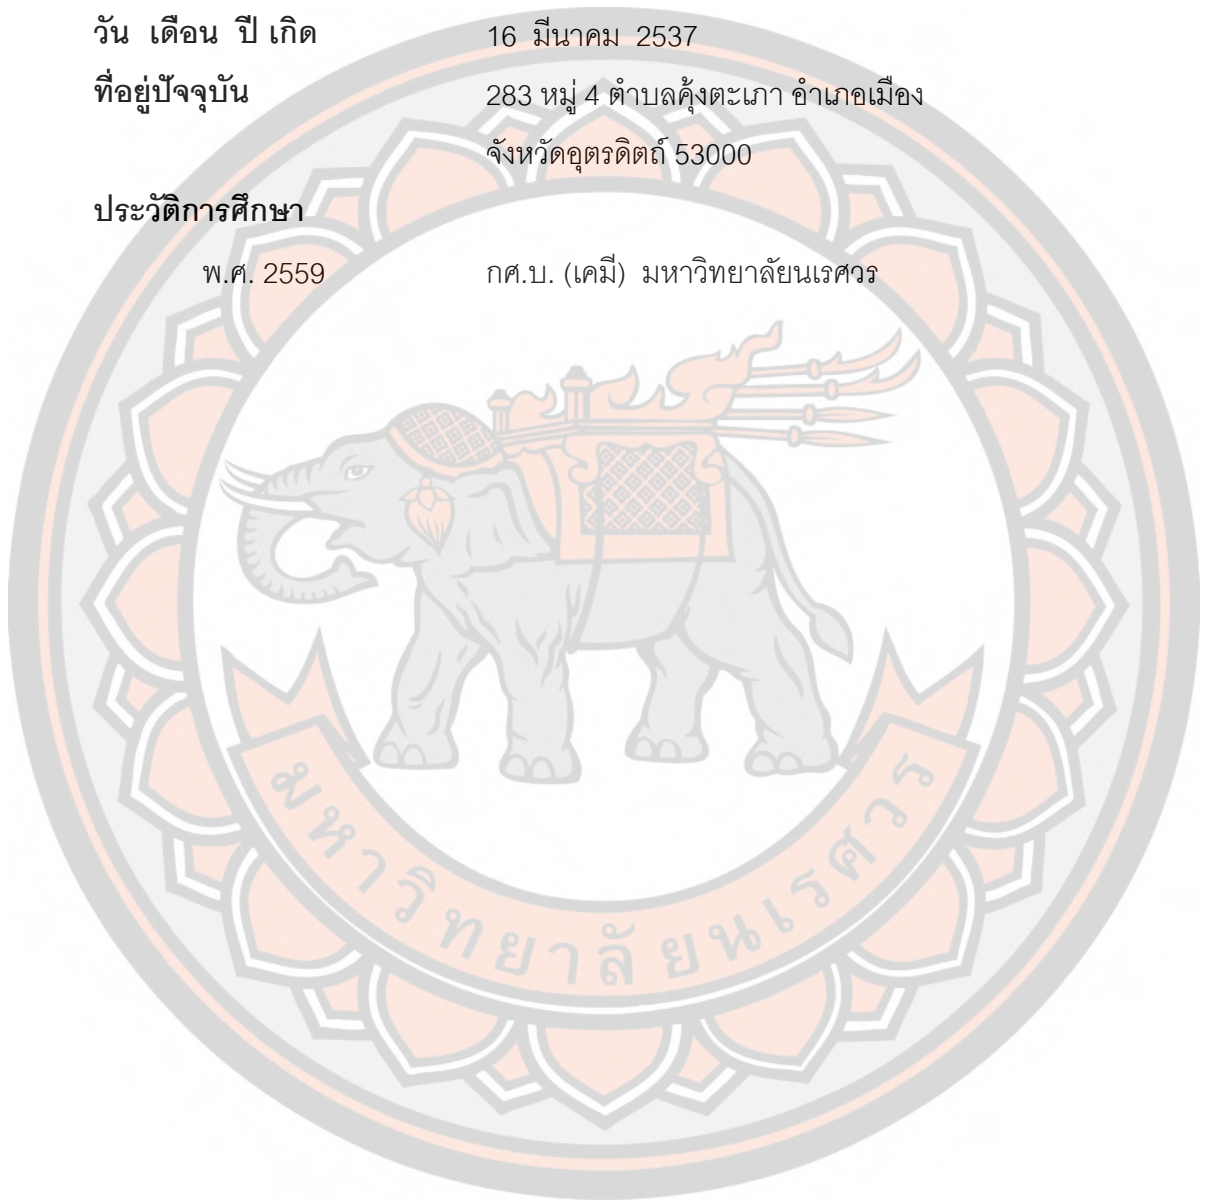 วัน เดือน ปี เกิด 16 มีนาคม 2537
ที่อยู่ปัจจุบัน 283 หมู่ 4 ตำบลคุ้งตะเภา อำเภอเมือง
จังหวัดอุตรดิตถ์ 53000
ประวัติการศึกษา
พ.ศ. 2559 กศ.บ. (เคมี) มหาวิทยาลัยนเรศวร
มหาวิทยาลัยนเรศวร